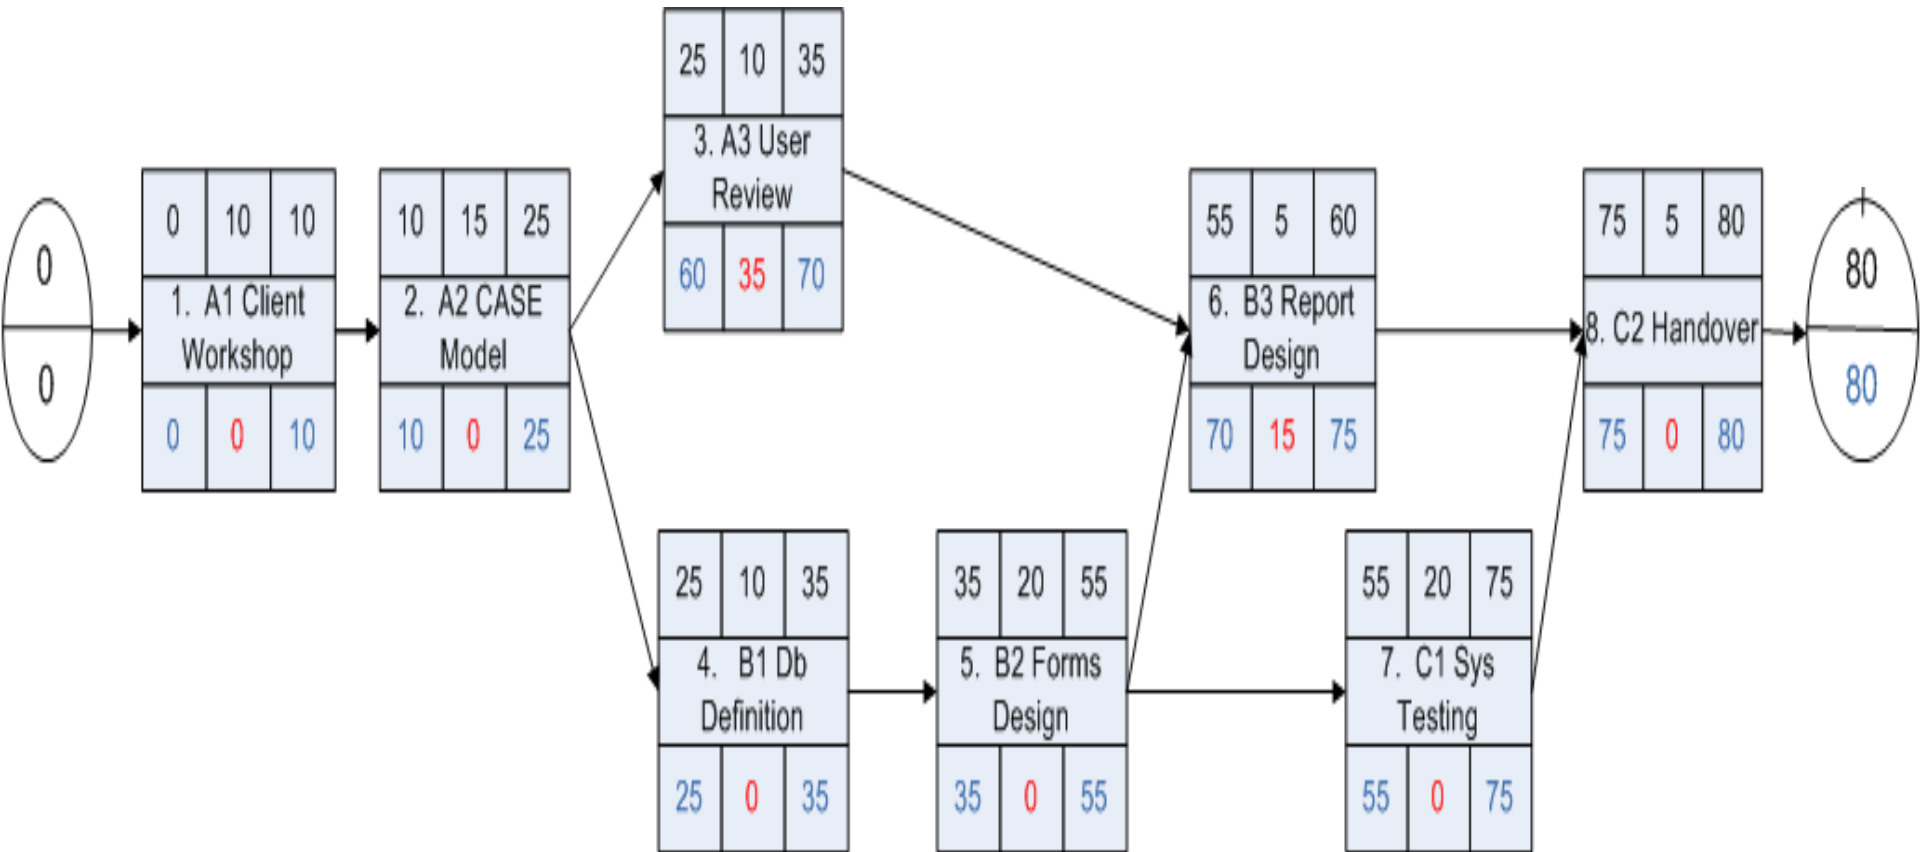 0
0
0 10 10
1. A1 Client
Workshop
0 0 10
10 15 25
2. A2 CASE
Model
10 0 25
25 10 35
3. A3 User
Review
60 35 70
25 10 35
4. B1 Db
Definition
25 0 35
35 20 55
5. B2 Forms
Design
35 0 55
55 5 60
6. B3 Report
Design
70 15 75
55 20 75
7. C1 Sys
Testing
55 0 75
75 5 80
8. C2 Handover
75 0 80
80
80